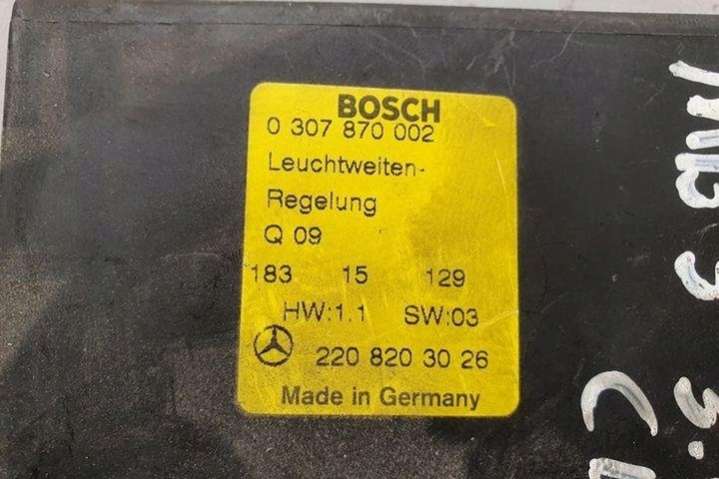 BOSCH
0 307 870 002
Leuchtweiten-
Regelung
Q 09
183 15 129
HW:1.1 SW:03
220 820 30 26
Made in Germany